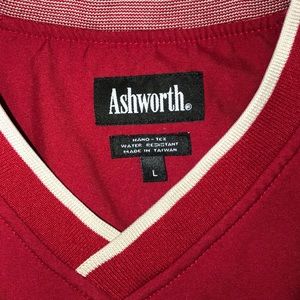 Ashworth®
NANO-TEX
WATER RESISTANT
MADE IN TAIWAN
L